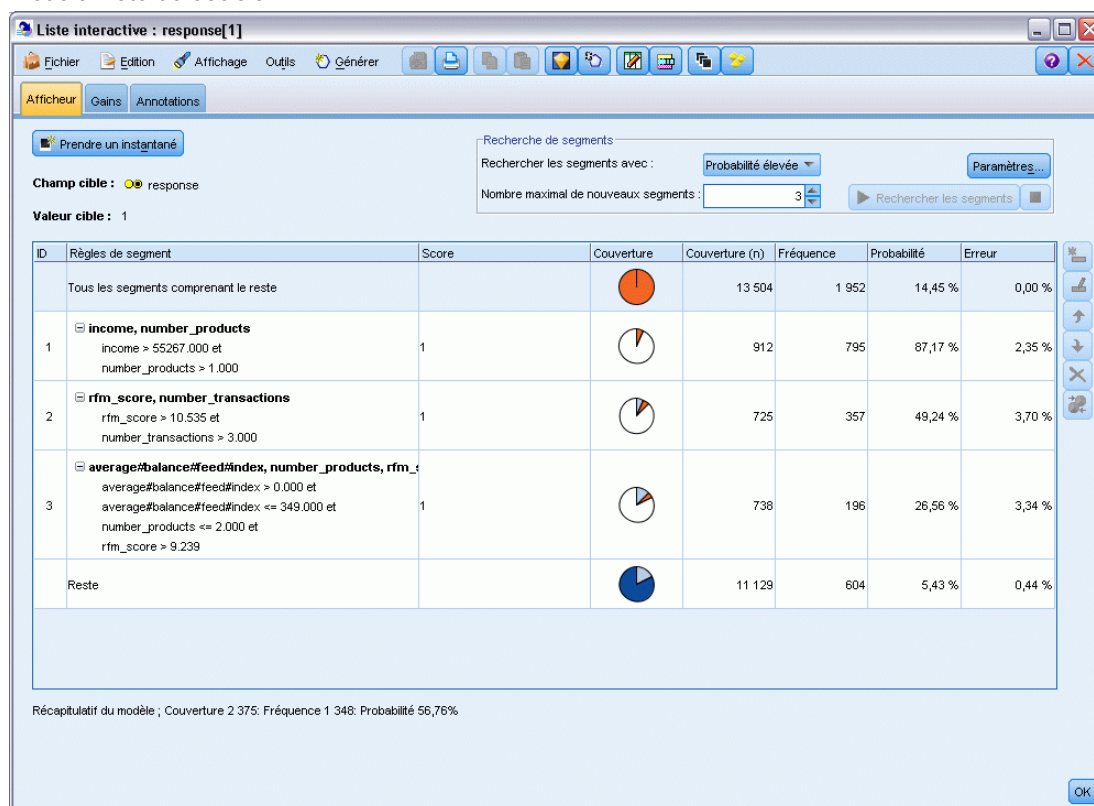 Liste interactive : response[1]
Fichier Edition Affichage Outils Générer
Afficheur Gains Annotations
Prendre un instantané
Recherche de segments
Rechercher les segments avec : Probabilité élevée Paramètres...
Champ cible : response
Nombre maximal de nouveaux segments : 3 Rechercher les segments
Valeur cible : 1
ID Règles de segment Score Couverture Couverture (n) Fréquence Probabilité Erreur
Tous les segments comprenant le reste 13 504 1 952 14,45 % 0,00 %
income, number_products
1 income > 55267.000 et 1 912 795 87,17 % 2,35 %
number_products > 1.000
rfm_score, number_transactions
2 rfm_score > 10.535 et 1 725 357 49,24 % 3,70 %
number_transactions > 3.000
average#balance#feed#index, number_products, rfm_s
average#balance#feed#index > 0.000 et
3 average#balance#feed#index <= 349.000 et 1 738 196 26,56 % 3,34 %
number_products <= 2.000 et
rfm_score > 9.239
Reste 11 129 604 5,43 % 0,44 %
Récapitulatif du modèle ; Couverture 2 375: Fréquence 1 348: Probabilité 56,76%
OK